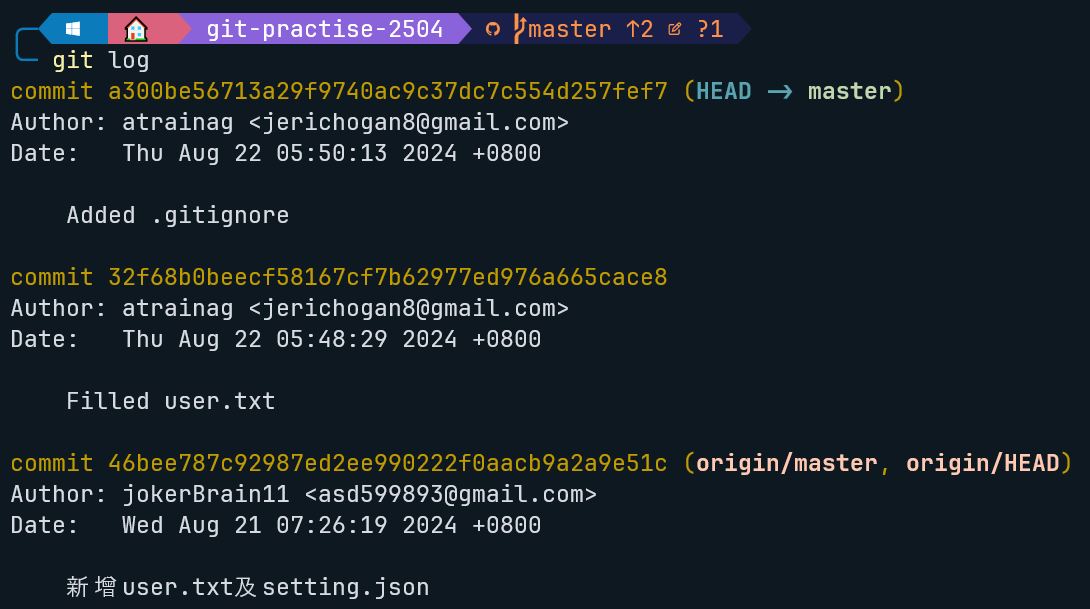 git-practise-2504 master ↑2 ?1
git log
commit a300be56713a29f9740ac9c37dc7c554d257fef7 (HEAD -> master)
Author: atrainag <jerichogan8@gmail.com>
Date:   Thu Aug 22 05:50:13 2024 +0800
Added .gitignore
commit 32f68b0beecf58167cf7b62977ed976a665cace8
Author: atrainag <jerichogan8@gmail.com>
Date:   Thu Aug 22 05:48:29 2024 +0800
Filled user.txt
commit 46bee787c92987ed2ee990222f0aacb9a2a9e51c (origin/master, origin/HEAD)
Author: jokerBrain11 <asd599893@gmail.com>
Date:   Wed Aug 21 07:26:19 2024 +0800
新增user.txt及setting.json